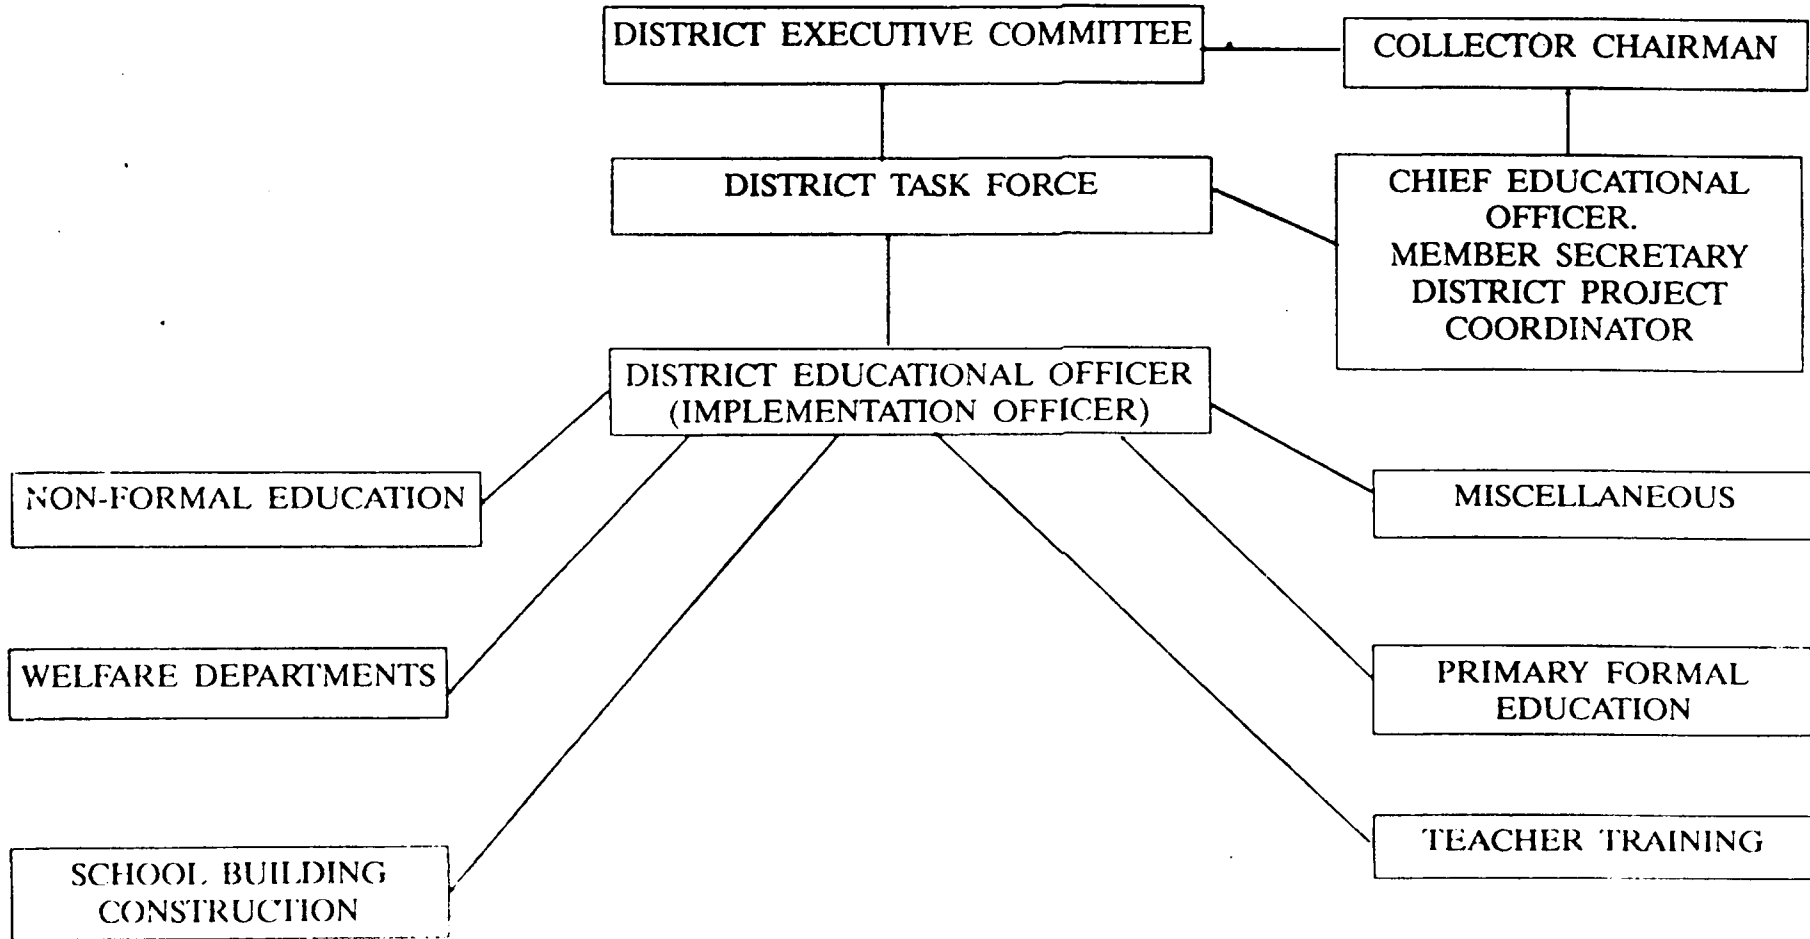 DISTRICT EXECUTIVE COMMITTEE
COLLECTOR CHAIRMAN
DISTRICT TASK FORCE
CHIEF EDUCATIONAL
OFFICER.
MEMBER SECRETARY
DISTRICT PROJECT
COORDINATOR
DISTRICT EDUCATIONAL OFFICER
(IMPLEMENTATION OFFICER)
NON-FORMAL EDUCATION
MISCELLANEOUS
WELFARE DEPARTMENTS
PRIMARY FORMAL
EDUCATION
SCHOOL BUILDING
CONSTRUCTION
TEACHER TRAINING